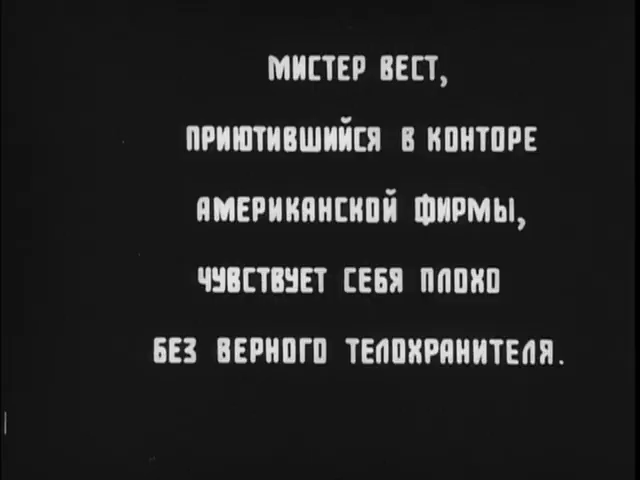 МИСТЕР ВЕСТ,
ПРИЮТИВШИЙСЯ В КОНТОРЕ
АМЕРИКАНСКОЙ ФИРМЫ,
ЧУВСТВУЕТ СЕБЯ ПЛОХО
БЕЗ ВЕРНОГО ТЕЛОХРАНИТЕЛЯ.